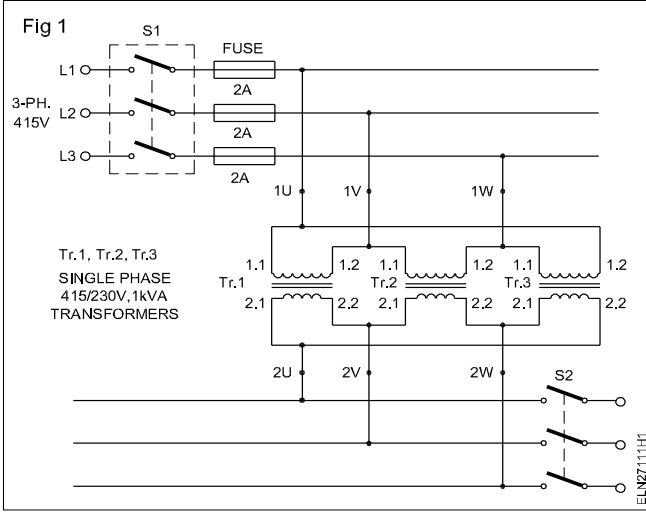 Fig 1
S1
FUSE
L1
2A
3-PH.
415V
L2
2A
L3
2A
1U 1V 1W
Tr.1, Tr.2, Tr.3
SINGLE PHASE
415/230V,1kVA
TRANSFORMERS
1.1 1.2 1.1 1.2 1.1 1.2
Tr.1 Tr.2 Tr.3
2.1 2.2 2.1 2.2 2.1 2.2
2U 2V 2W
S2
ELN27111H1